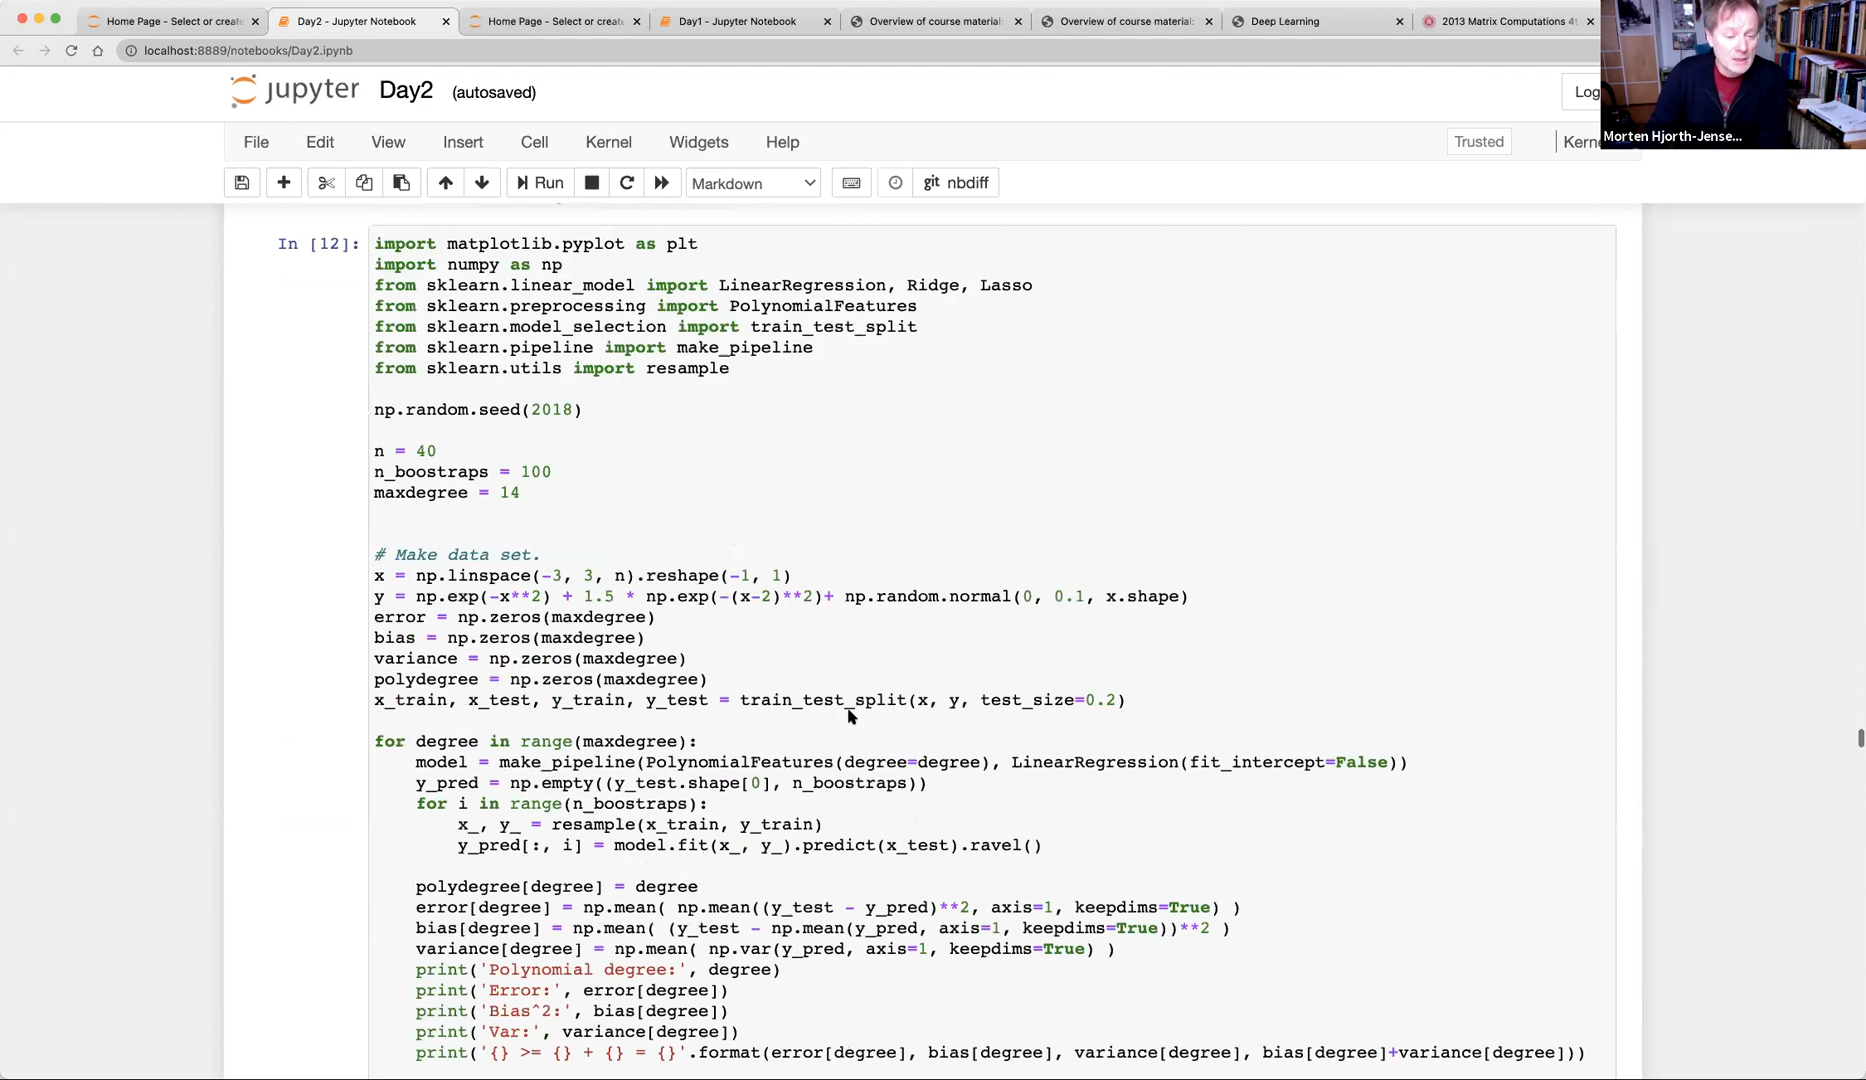 Home Page - Select or create
Day2 - Jupyter Notebook
Home Page - Select or create
Day1 - Jupyter Notebook
Overview of course material:
Overview of course material:
Deep Learning
2013 Matrix Computations 4t
localhost:8889/notebooks/Day2.ipynb
jupyter Day2 (autosaved)
Log
Morten Hjorth-Jense...
File Edit View Insert Cell Kernel Widgets Help
Trusted
Kerne
Run
Markdown
git nbdiff
In [12]:
import matplotlib.pyplot as plt
import numpy as np
from sklearn.linear_model import LinearRegression, Ridge, Lasso
from sklearn.preprocessing import PolynomialFeatures
from sklearn.model_selection import train_test_split
from sklearn.pipeline import make_pipeline
from sklearn.utils import resample
np.random.seed(2018)
n = 40
n_boostraps = 100
maxdegree = 14
# Make data set.
x = np.linspace(-3, 3, n).reshape(-1, 1)
y = np.exp(-x**2) + 1.5 * np.exp(-(x-2)**2)+ np.random.normal(0, 0.1, x.shape)
error = np.zeros(maxdegree)
bias = np.zeros(maxdegree)
variance = np.zeros(maxdegree)
polydegree = np.zeros(maxdegree)
x_train, x_test, y_train, y_test = train_test_split(x, y, test_size=0.2)
for degree in range(maxdegree):
    model = make_pipeline(PolynomialFeatures(degree=degree), LinearRegression(fit_intercept=False))
    y_pred = np.empty((y_test.shape[0], n_boostraps))
    for i in range(n_boostraps):
        x_, y_ = resample(x_train, y_train)
        y_pred[:, i] = model.fit(x_, y_).predict(x_test).ravel()
    polydegree[degree] = degree
    error[degree] = np.mean( np.mean((y_test - y_pred)**2, axis=1, keepdims=True) )
    bias[degree] = np.mean( (y_test - np.mean(y_pred, axis=1, keepdims=True))**2 )
    variance[degree] = np.mean( np.var(y_pred, axis=1, keepdims=True) )
    print('Polynomial degree:', degree)
    print('Error:', error[degree])
    print('Bias^2:', bias[degree])
    print('Var:', variance[degree])
    print('{} >= {} + {} = {}'.format(error[degree], bias[degree], variance[degree], bias[degree]+variance[degree]))